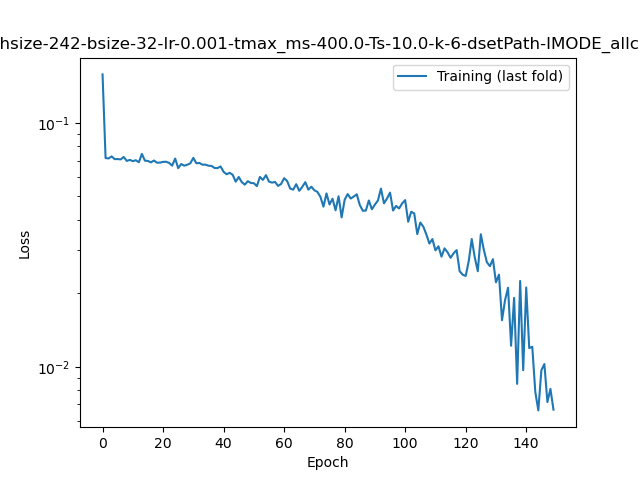 hsize-242-bsize-32-lr-0.001-tmax_ms-400.0-Ts-10.0-k-6-dsetPath-IMODE_allc
Training (last fold)
10⁻¹
10⁻²
Loss
0 20 40 60 80 100 120 140
Epoch